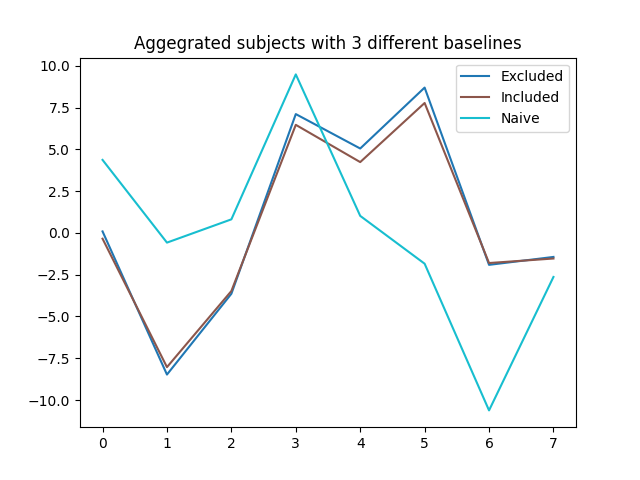 Aggegrated subjects with 3 different baselines
10.0
7.5
5.0
2.5
0.0
−2.5
−5.0
−7.5
−10.0
0 1 2 3 4 5 6 7
Excluded
Included
Naive